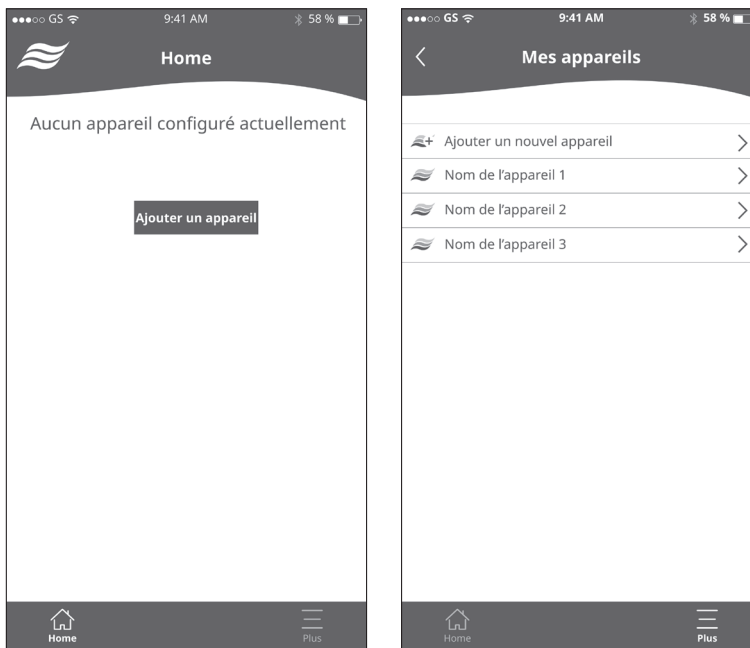 GS 9:41 AM 58 %
Home
Aucun appareil configuré actuellement
Ajouter un appareil
Home Plus
GS 9:41 AM 58 %
Mes appareils
Ajouter un nouvel appareil
Nom de l'appareil 1
Nom de l'appareil 2
Nom de l'appareil 3
Home Plus